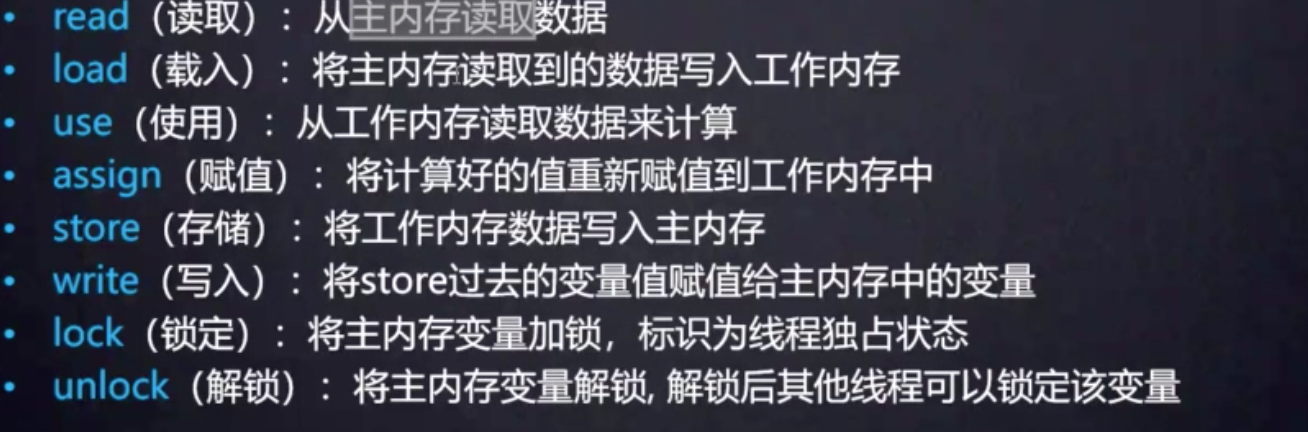 • read（读取）：从主内存读取数据
• load（载入）：将主内存读取到的数据写入工作内存
• use（使用）：从工作内存读取数据来计算
• assign（赋值）：将计算好的值重新赋值到工作内存中
• store（存储）：将工作内存数据写入主内存
• write（写入）：将store过去的变量值赋值给主内存中的变量
• lock（锁定）：将主内存变量加锁，标识为线程独占状态
• unlock（解锁）：将主内存变量解锁, 解锁后其他线程可以锁定该变量